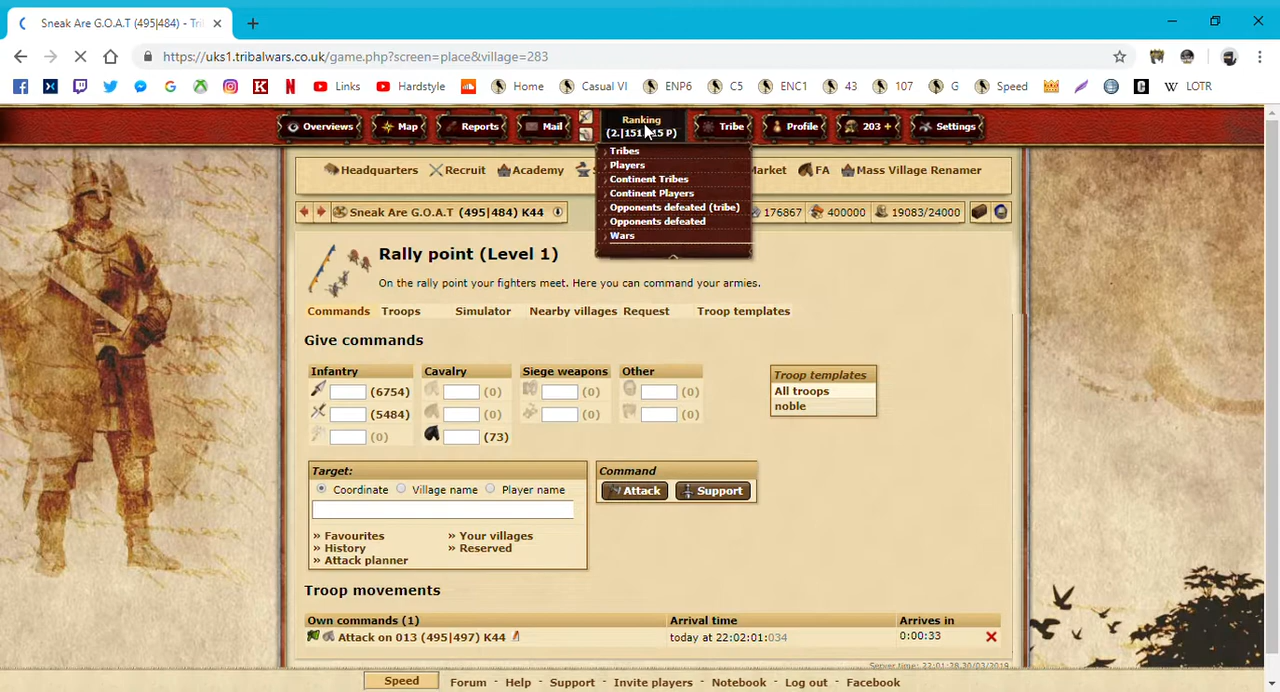 Sneak Are G.O.A.T (495|484) - Tri
https://uks1.tribalwars.co.uk/game.php?screen=place&village=283
Links Hardstyle Home Casual VI ENP6 C5 ENC1 43 107 G Speed LOTR
Overviews Map Reports Mail Ranking Tribe Profile 203 + Settings
Tribes
Players
Continent Tribes
Continent Players
Opponents defeated (tribe)
Opponents defeated
Wars
Headquarters Recruit Academy FA Mass Village Renamer
Sneak Are G.O.A.T (495|484) K44 176867 400000 19083/24000
Rally point (Level 1)
On the rally point your fighters meet. Here you can command your armies.
Commands Troops Simulator Nearby villages Request Troop templates
Give commands
Infantry Cavalry Siege weapons Other
(6754) (0) (0) (0)
(5484) (0) (0) (0)
(0) (73)
Troop templates
All troops
noble
Target:
Coordinate Village name Player name
» Favourites » Your villages
» History » Reserved
» Attack planner
Command
Attack Support
Troop movements
Own commands (1) Arrival time Arrives in
Attack on 013 (495|497) K44 today at 22:02:01:034 0:00:33
Server time: 22:01:28 30/03/2019
Speed Forum - Help - Support - Invite players - Notebook - Log out - Facebook